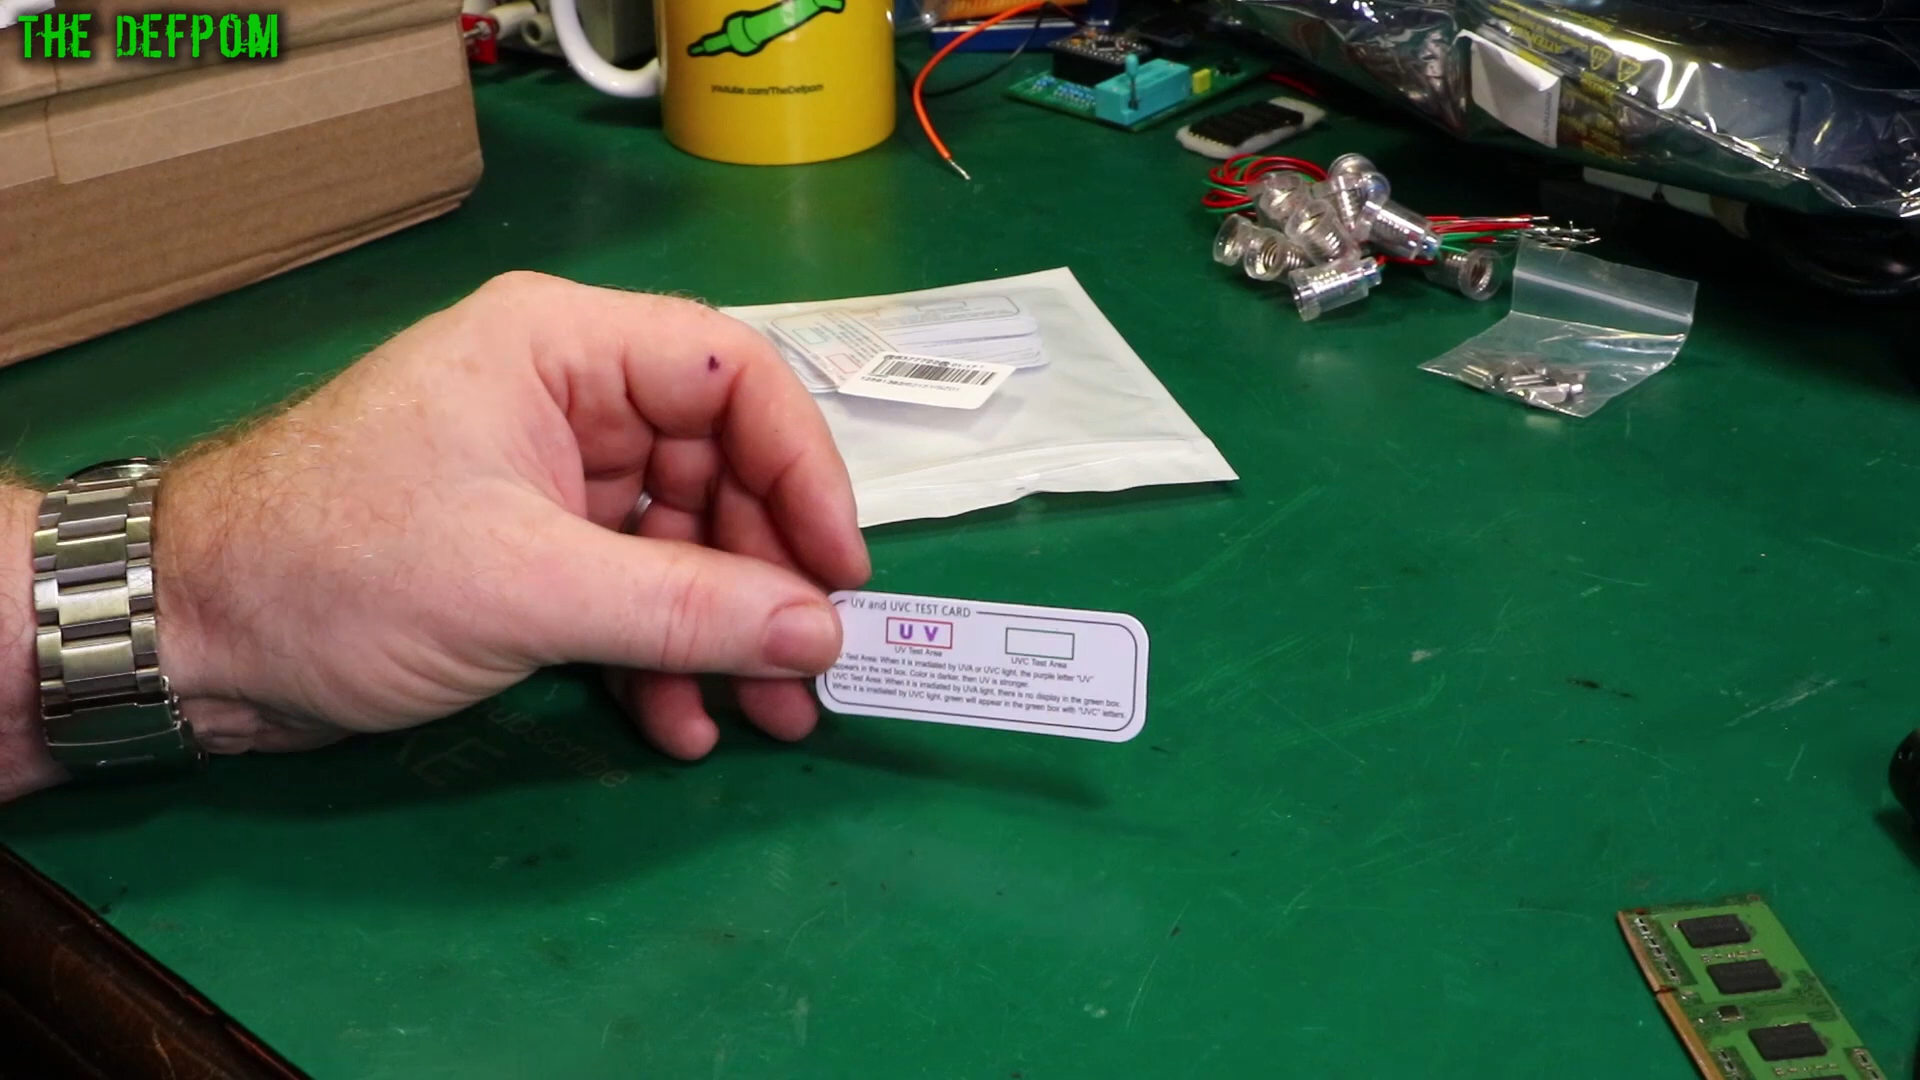 THE DEFPOM
youtube.com/TheDefpom
UV and UVC TEST CARD
U V
UV Test Area
UVC Test Area
Test Area: When it is irradiated by UVA or UVC light, the purple letter "UV"
appears in the red box. Color is darker, then UV is stronger.
UVC Test Area: When it is irradiated by UVA light, there is no display in the green box.
When it is irradiated by UVC light, green will appear in the green box with "UVC" letters.
Subscribe